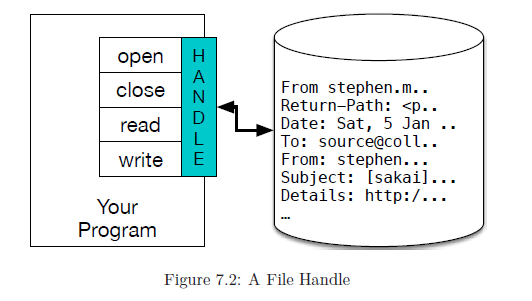 open
close
read
write
HANDLE
Your
Program
From stephen.m..
Return-Path: <p..
Date: Sat, 5 Jan ..
To: source@coll..
From: stephen...
Subject: [sakai]...
Details: http:/...
…
Figure 7.2: A File Handle